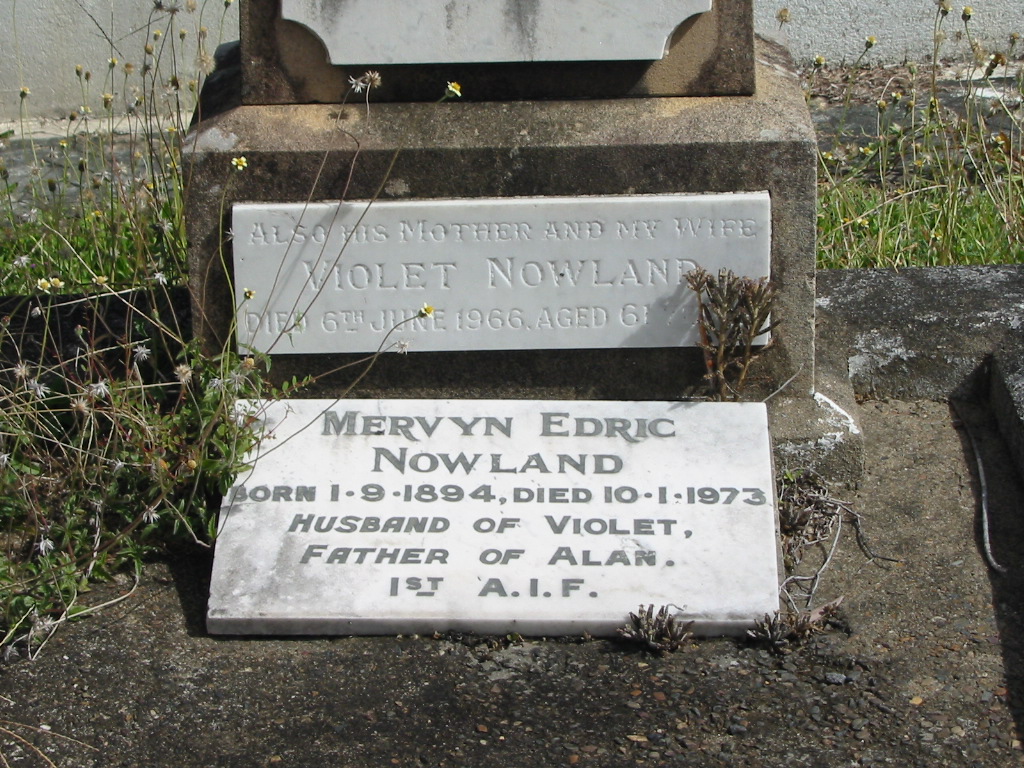 ALSO HIS MOTHER AND MY WIFE
VIOLET NOWLAND
DIED 6TH JUNE 1966, AGED 61
MERVYN EDRIC
NOWLAND
BORN 1·9·1894, DIED 10·1·1973
HUSBAND OF VIOLET,
FATHER OF ALAN.
1ST A.I.F.